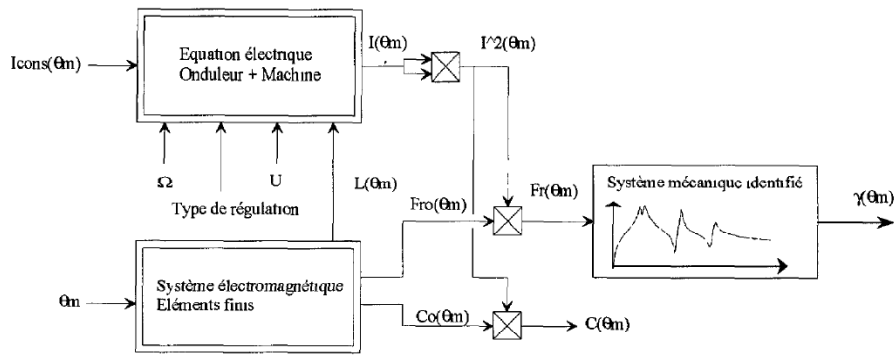 Icons(θm)
Equation électrique
Onduleur + Machine
I(θm)
I^2(θm)
Ω
U
L(θm)
Type de régulation
Fro(θm)
Fr(θm)
Système mécanique identifié
γ(θm)
θm
Système électromagnétique
Eléments finis
Co(θm)
C(θm)